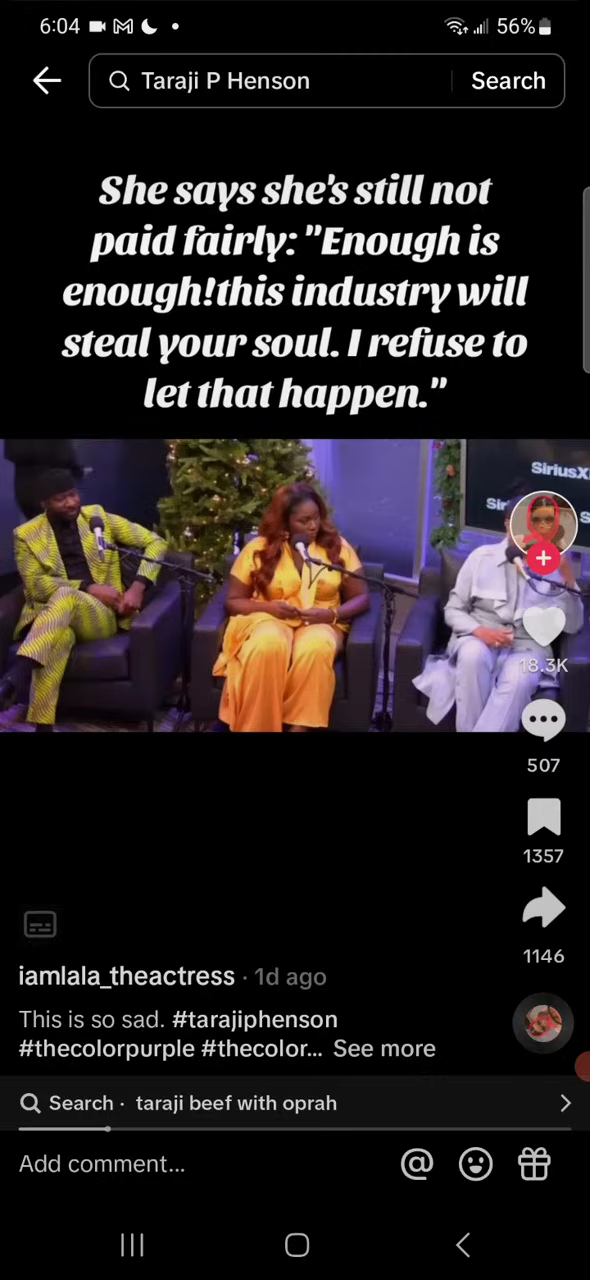 6:04
56%
Taraji P Henson
Search
She says she's still not
paid fairly: "Enough is
enough!this industry will
steal your soul. I refuse to
let that happen."
SiriusX
Sir
S
18.3K
507
1357
1146
iamlala_theactress · 1d ago
This is so sad. #tarajiphenson
#thecolorpurple #thecolor... See more
Search · taraji beef with oprah
Add comment...